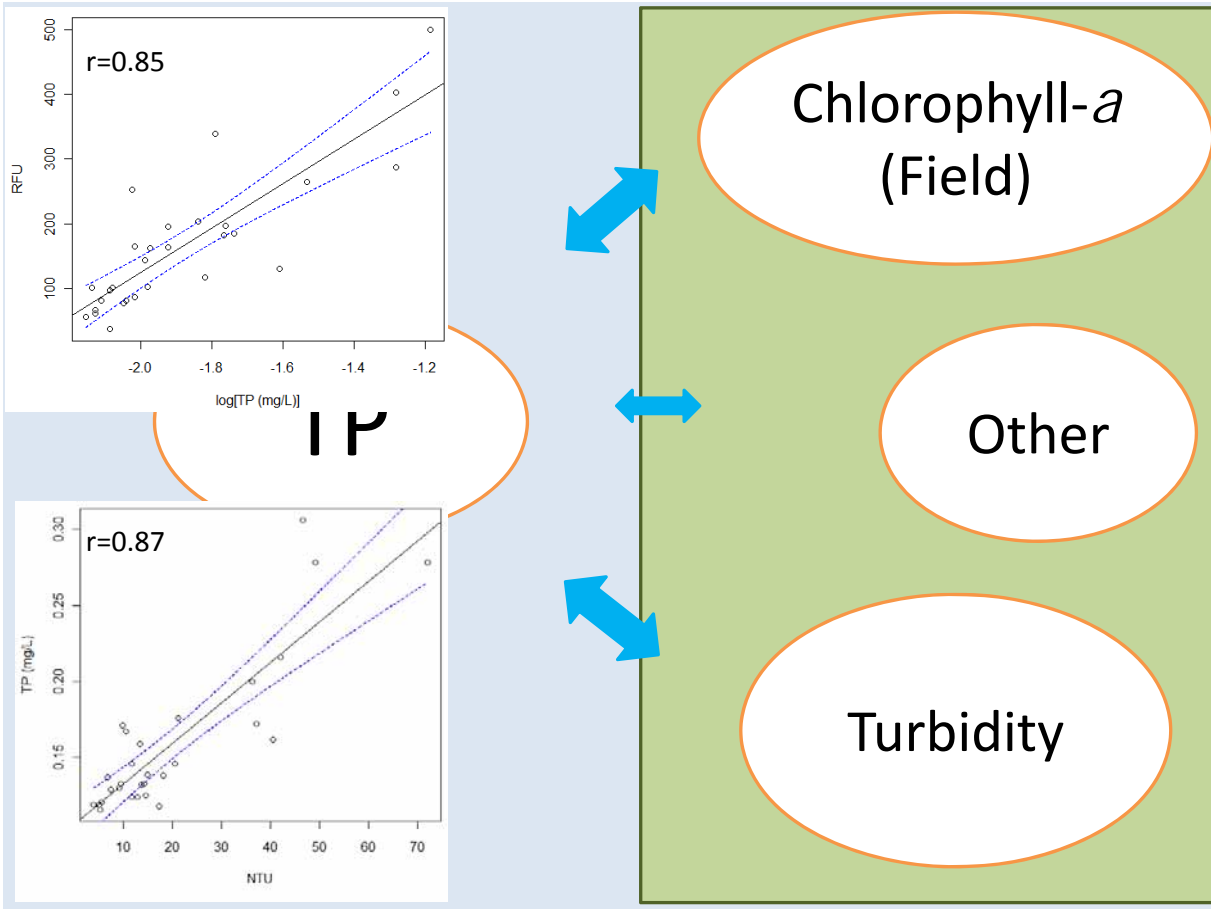 r=0.85
500
400
300
200
100
RFU
-2.0 -1.8 -1.6 -1.4 -1.2
log[TP (mg/L)]
TP
r=0.87
0.30
0.25
0.20
0.15
TP (mg/L)
10 20 30 40 50 60 70
NTU
Chlorophyll-a
(Field)
Other
Turbidity